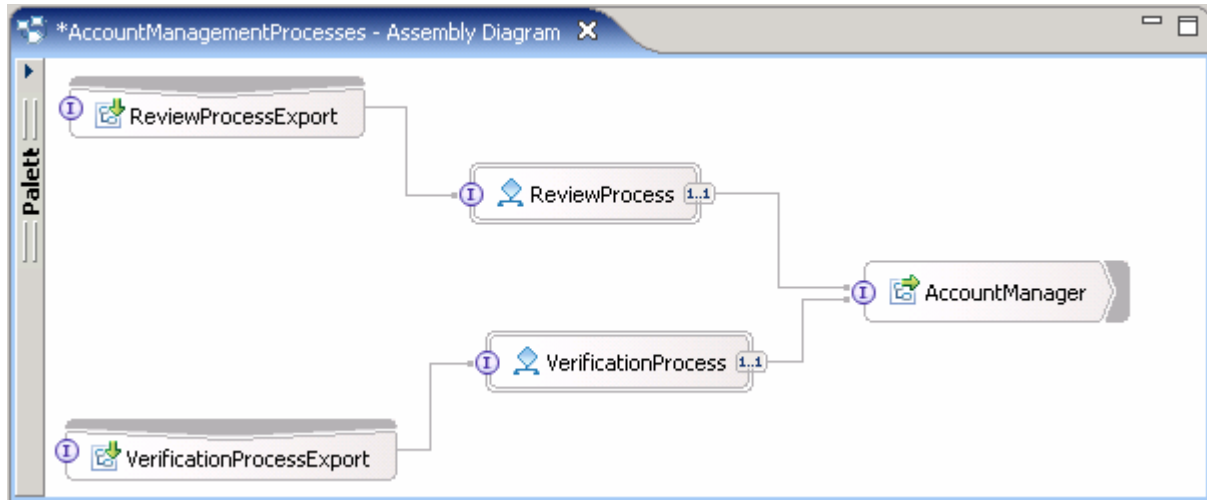 *AccountManagementProcesses - Assembly Diagram
Palett
I ReviewProcessExport
I ReviewProcess 1..1
I AccountManager
I VerificationProcess 1..1
I VerificationProcessExport